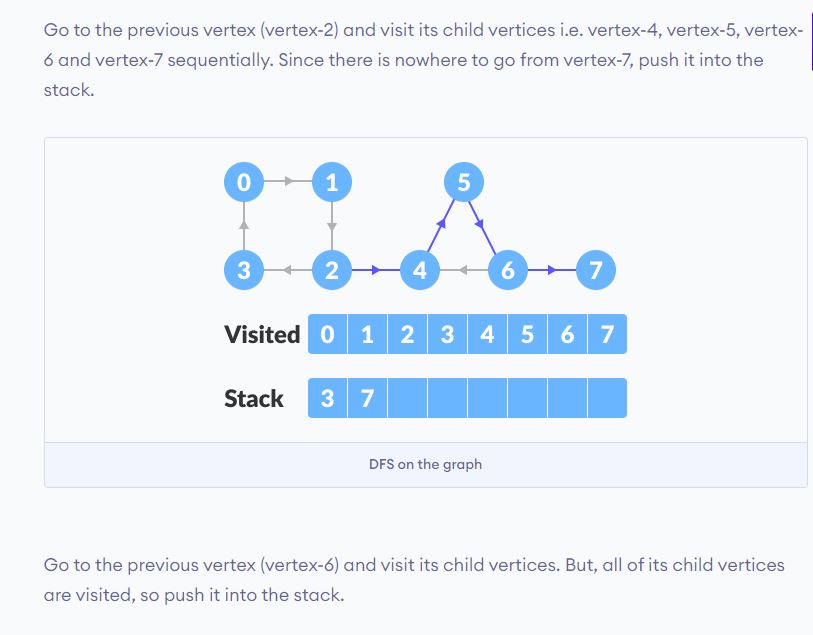 Go to the previous vertex (vertex-2) and visit its child vertices i.e. vertex-4, vertex-5, vertex-
6 and vertex-7 sequentially. Since there is nowhere to go from vertex-7, push it into the
stack.
0 1 5
3 2 4 6 7
Visited 0 1 2 3 4 5 6 7
Stack 3 7
DFS on the graph
Go to the previous vertex (vertex-6) and visit its child vertices. But, all of its child vertices
are visited, so push it into the stack.